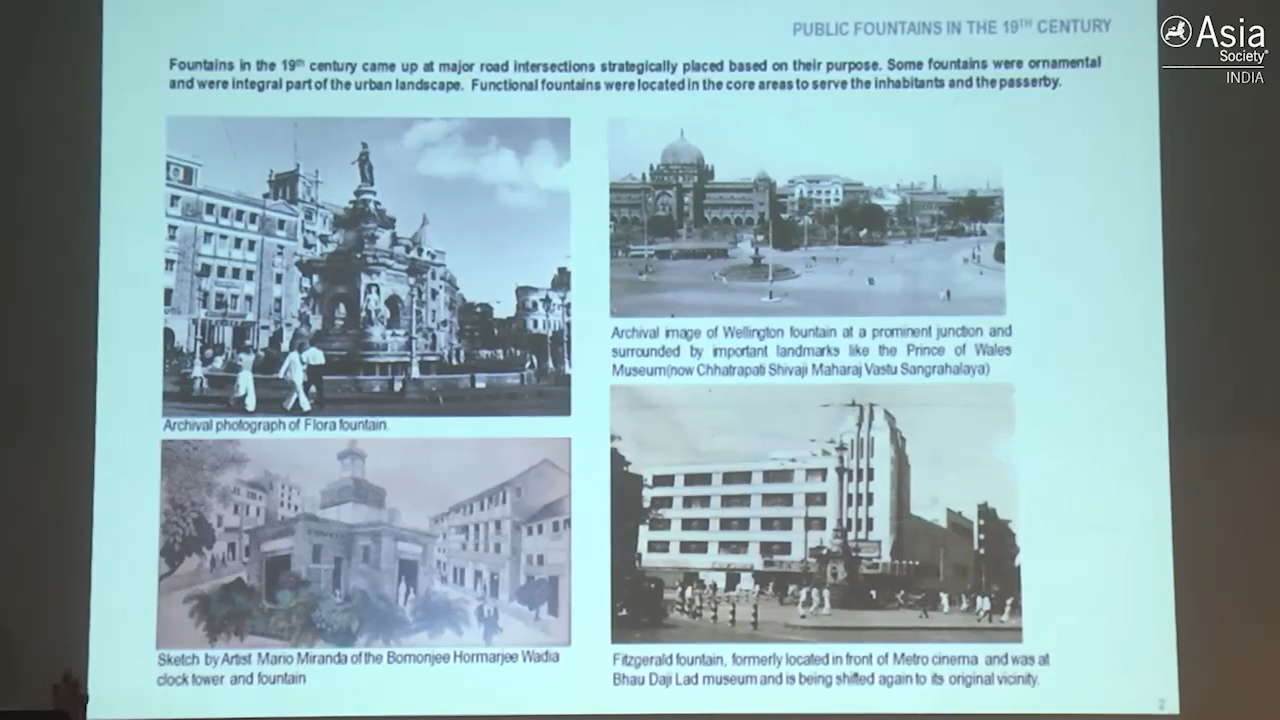 PUBLIC FOUNTAINS IN THE 19TH CENTURY
Asia
Society
INDIA
Fountains in the 19th century came up at major road intersections strategically placed based on their purpose. Some fountains were ornamental
and were integral part of the urban landscape. Functional fountains were located in the core areas to serve the inhabitants and the passerby.
Archival photograph of Flora fountain.
Archival image of Wellington fountain at a prominent junction and
surrounded by important landmarks like the Prince of Wales
Museum(now Chhatrapati Shivaji Maharaj Vastu Sangrahalaya)
Sketch by Artist Mario Miranda of the Bomonjee Hormarjee Wadia
clock tower and fountain
Fitzgerald fountain, formerly located in front of Metro cinema and was at
Bhau Daji Lad museum and is being shifted again to its original vicinity.
2